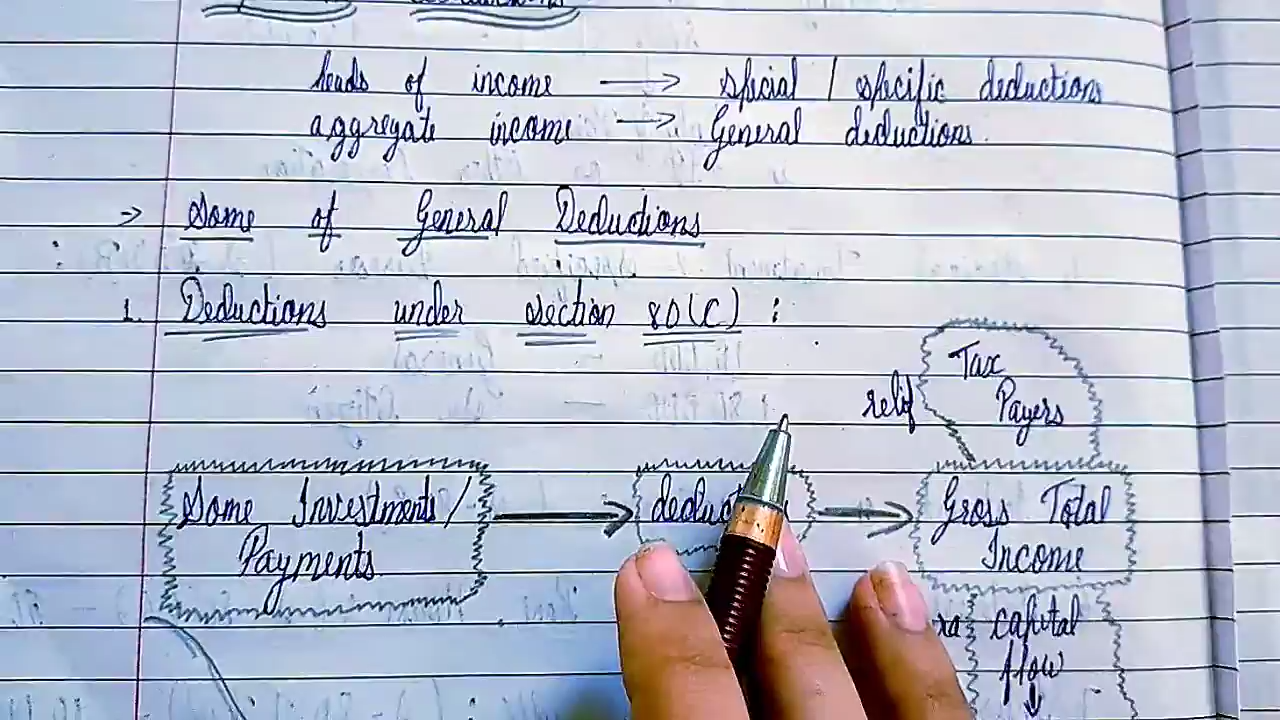 heads of income → special / specific deductions
aggregate income → General deductions.
→ Some of General Deductions
1. Deductions under section 80(C) :
Tax
relif Payers
Some Investments/ → → Gross Total
Payments Income
capital
flow